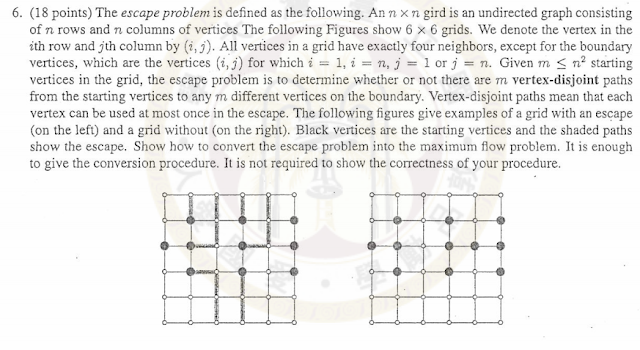 6. (18 points) The escape problem is defined as the following. An n × n gird is an undirected graph consisting
of n rows and n columns of vertices The following Figures show 6 × 6 grids. We denote the vertex in the
ith row and jth column by (i, j). All vertices in a grid have exactly four neighbors, except for the boundary
vertices, which are the vertices (i, j) for which i = 1, i = n, j = 1 or j = n. Given m ≤ n² starting
vertices in the grid, the escape problem is to determine whether or not there are m vertex-disjoint paths
from the starting vertices to any m different vertices on the boundary. Vertex-disjoint paths mean that each
vertex can be used at most once in the escape. The following figures give examples of a grid with an escape
(on the left) and a grid without (on the right). Black vertices are the starting vertices and the shaded paths
show the escape. Show how to convert the escape problem into the maximum flow problem. It is enough
to give the conversion procedure. It is not required to show the correctness of your procedure.